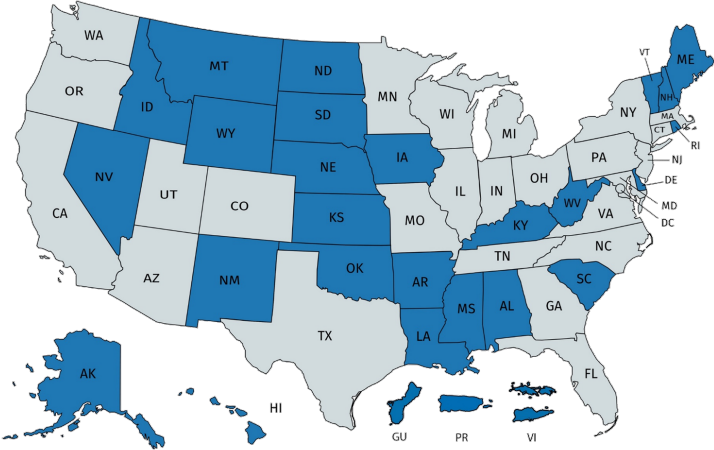 WA
MT
ND
MN
VT
ME
OR
ID
SD
WI
NH
WY
MI
NY
MA
CT
RI
NV
NE
IA
PA
NJ
UT
CO
IL
IN
OH
DE
CA
KS
MO
WV
VA
MD
KY
DC
AZ
NM
OK
AR
TN
NC
SC
MS
AL
GA
TX
LA
AK
FL
HI
GU
PR
VI